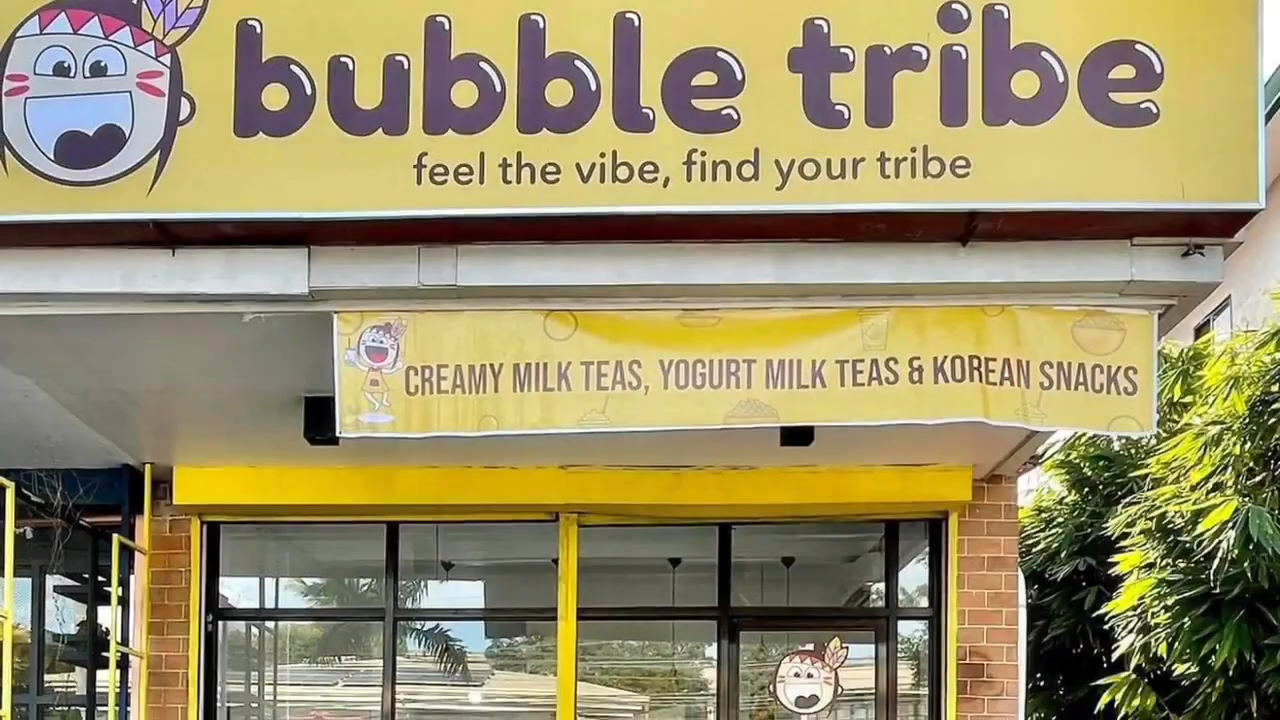 bubble tribe
feel the vibe, find your tribe
CREAMY MILK TEAS, YOGURT MILK TEAS & KOREAN SNACKS